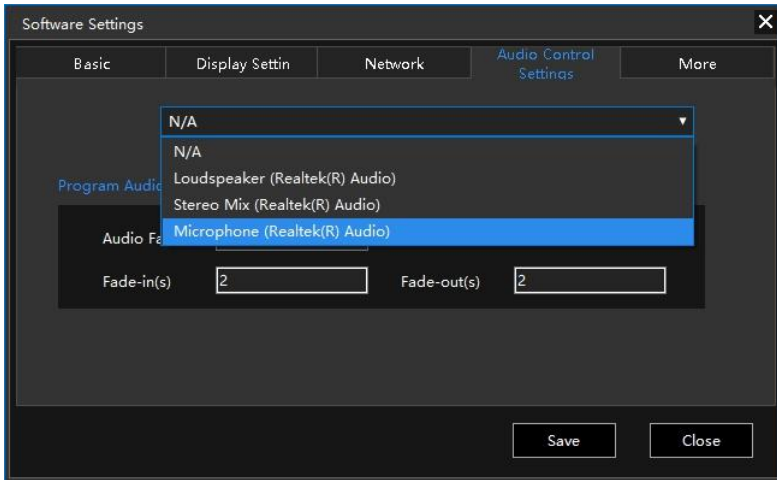 Software Settings
Basic
Display Settin
Network
Audio Control
Settings
More
N/A
N/A
Loudspeaker (Realtek(R) Audio)
Stereo Mix (Realtek(R) Audio)
Microphone (Realtek(R) Audio)
Program Audio
Audio Fa
Fade-in(s)
2
Fade-out(s)
2
Save
Close